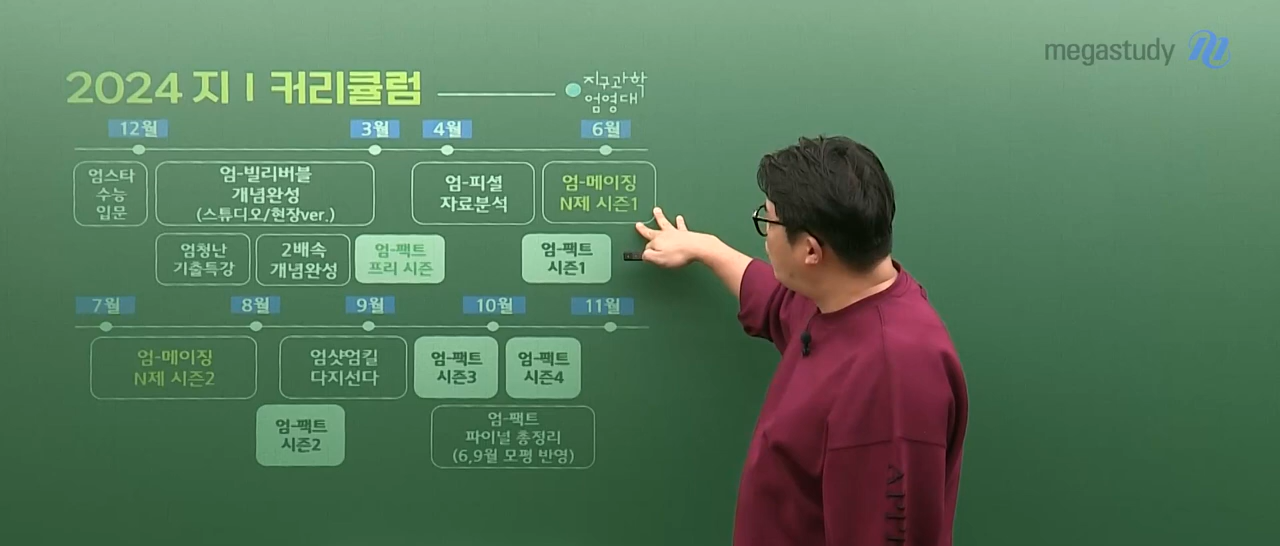 megastudy
2024 지Ⅰ 커리큘럼
지구과학
엄영대
12월
3월
4월
6월
엄스타
수능
입문
엄-빌리버블
개념완성
(스튜디오/현장ver.)
엄-피셜
자료분석
엄-메이징
N제 시즌1
엄청난
기출특강
2배속
개념완성
엄-팩트
프리 시즌
엄-팩트
시즌1
7월
8월
9월
10월
11월
엄-메이징
N제 시즌2
엄샷엄킬
다지선다
엄-팩트
시즌3
엄-팩트
시즌4
엄-팩트
시즌2
엄-팩트
파이널 총정리
(6,9월 모평 반영)